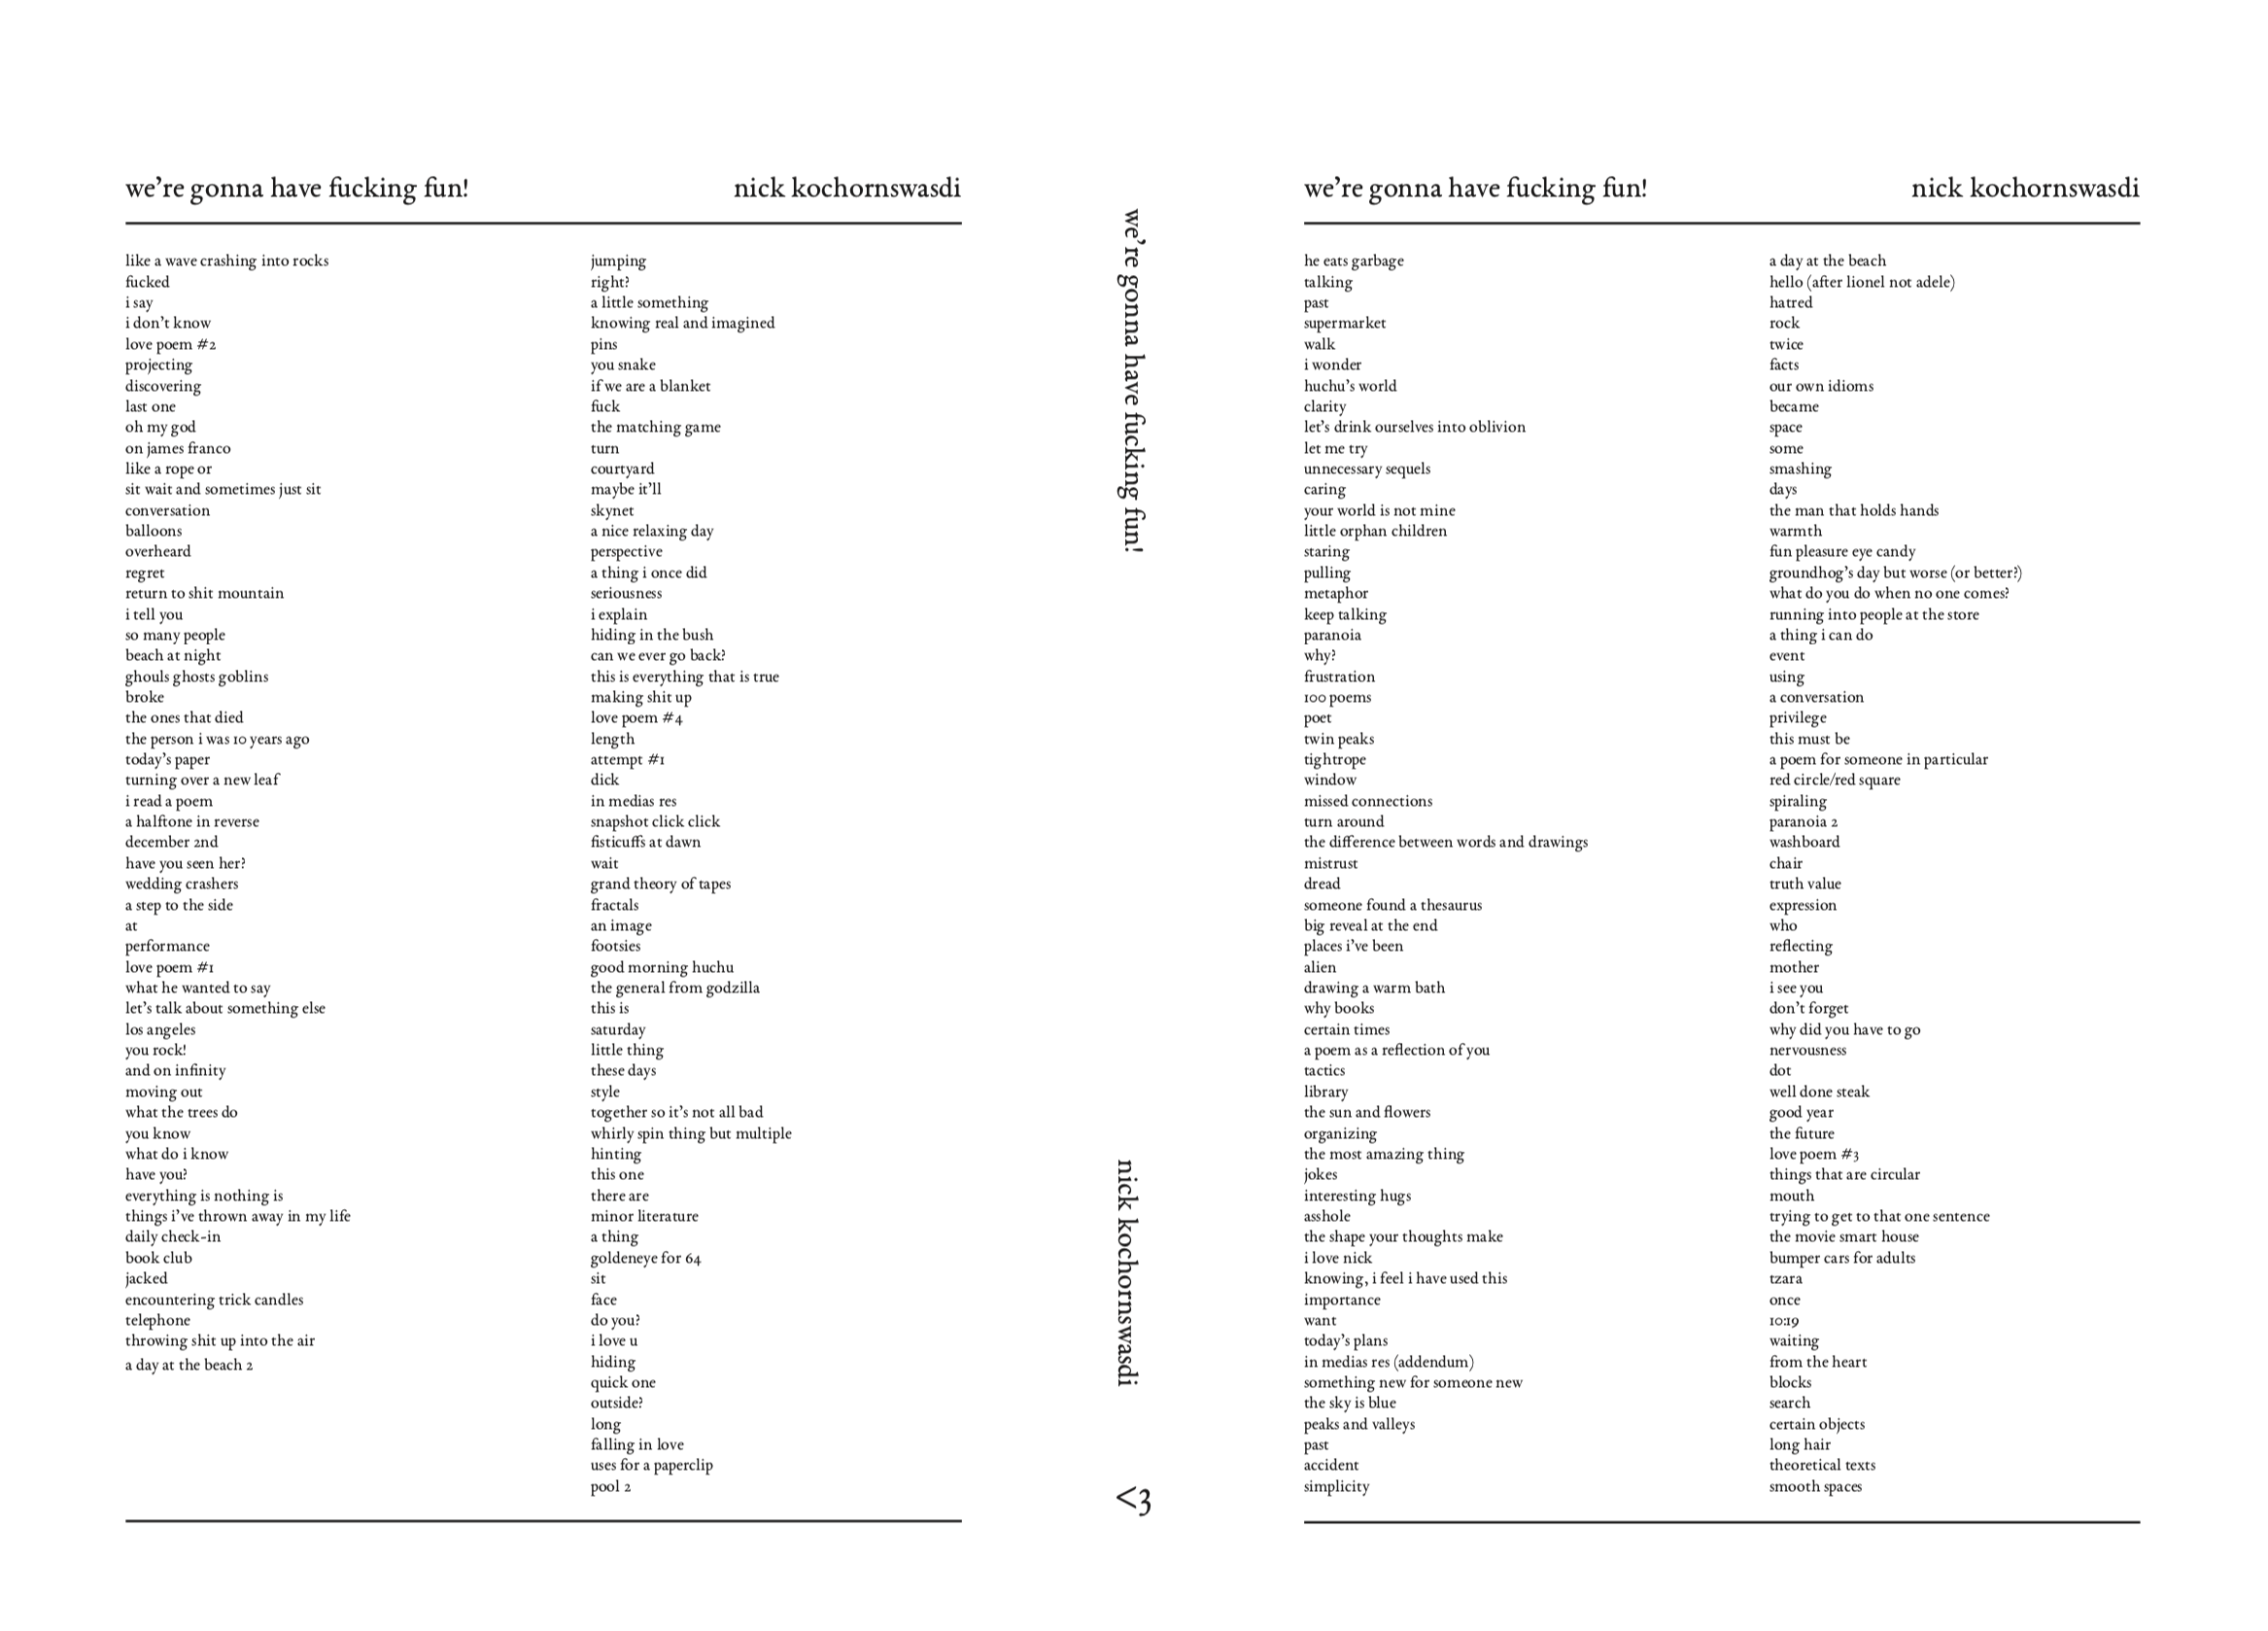 we're gonna have fucking fun!
nick kochornswasdi
like a wave crashing into rocks
fucked
i say
i don't know
love poem #2
projecting
discovering
last one
oh my god
on james franco
like a rope or
sit wait and sometimes just sit
conversation
balloons
overheard
regret
return to shit mountain
i tell you
so many people
beach at night
ghouls ghosts goblins
broke
the ones that died
the person i was 10 years ago
today's paper
turning over a new leaf
i read a poem
a halftone in reverse
december 2nd
have you seen her?
wedding crashers
a step to the side
at
performance
love poem #1
what he wanted to say
let's talk about something else
los angeles
you rock!
and on infinity
moving out
what the trees do
you know
what do i know
have you?
everything is nothing is
things i've thrown away in my life
daily check-in
book club
jacked
encountering trick candles
telephone
throwing shit up into the air
a day at the beach 2
jumping
right?
a little something
knowing real and imagined
pins
you snake
if we are a blanket
fuck
the matching game
turn
courtyard
maybe it'll
skynet
a nice relaxing day
perspective
a thing i once did
seriousness
i explain
hiding in the bush
can we ever go back?
this is everything that is true
making shit up
love poem #4
length
attempt #1
dick
in medias res
snapshot click click
fisticuffs at dawn
wait
grand theory of tapes
fractals
an image
footsies
good morning huchu
the general from godzilla
this is
saturday
little thing
these days
style
together so it's not all bad
whirly spin thing but multiple
hinting
this one
there are
minor literature
a thing
goldeneye for 64
sit
face
do you?
i love u
hiding
quick one
outside?
long
falling in love
uses for a paperclip
pool 2
we're gonna have fucking fun!
nick kochornswasdi
<3
we're gonna have fucking fun!
nick kochornswasdi
he eats garbage
talking
past
supermarket
walk
i wonder
huchu's world
clarity
let's drink ourselves into oblivion
let me try
unnecessary sequels
caring
your world is not mine
little orphan children
staring
pulling
metaphor
keep talking
paranoia
why?
frustration
100 poems
poet
twin peaks
tightrope
window
missed connections
turn around
the difference between words and drawings
mistrust
dread
someone found a thesaurus
big reveal at the end
places i've been
alien
drawing a warm bath
why books
certain times
a poem as a reflection of you
tactics
library
the sun and flowers
organizing
the most amazing thing
jokes
interesting hugs
asshole
the shape your thoughts make
i love nick
knowing, i feel i have used this
importance
want
today's plans
in medias res (addendum)
something new for someone new
the sky is blue
peaks and valleys
past
accident
simplicity
a day at the beach
hello (after lionel not adele)
hatred
rock
twice
facts
our own idioms
became
space
some
smashing
days
the man that holds hands
warmth
fun pleasure eye candy
groundhog's day but worse (or better?)
what do you do when no one comes?
running into people at the store
a thing i can do
event
using
a conversation
privilege
this must be
a poem for someone in particular
red circle/red square
spiraling
paranoia 2
washboard
chair
truth value
expression
who
reflecting
mother
i see you
don't forget
why did you have to go
nervousness
dot
well done steak
good year
the future
love poem #3
things that are circular
mouth
trying to get to that one sentence
the movie smart house
bumper cars for adults
tzara
once
10:19
waiting
from the heart
blocks
search
certain objects
long hair
theoretical texts
smooth spaces